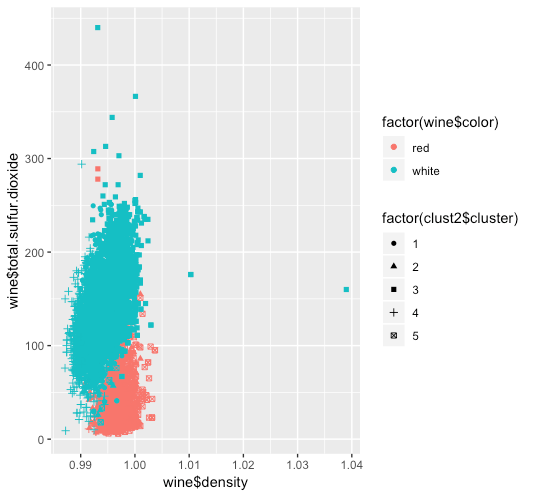 wine$total.sulfur.dioxide
400
300
200
100
0
0.99 1.00 1.01 1.02 1.03 1.04
wine$density
factor(wine$color)
red
white
factor(clust2$cluster)
1
2
3
4
5